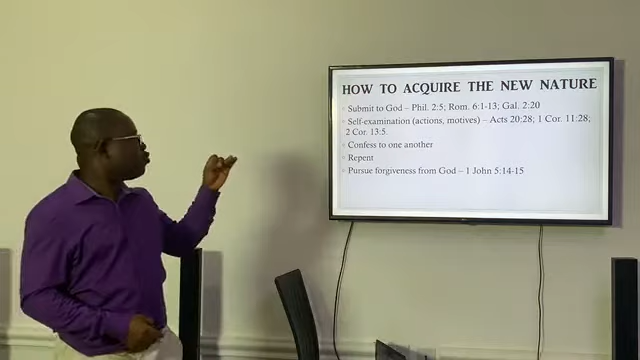 HOW TO ACQUIRE THE NEW NATURE
Submit to God – Phil. 2:5; Rom. 6:1-13; Gal. 2:20
Self-examination (actions, motives) – Acts 20:28; 1 Cor. 11:28;
2 Cor. 13:5.
Confess to one another
Repent
Pursue forgiveness from God – 1 John 5:14-15